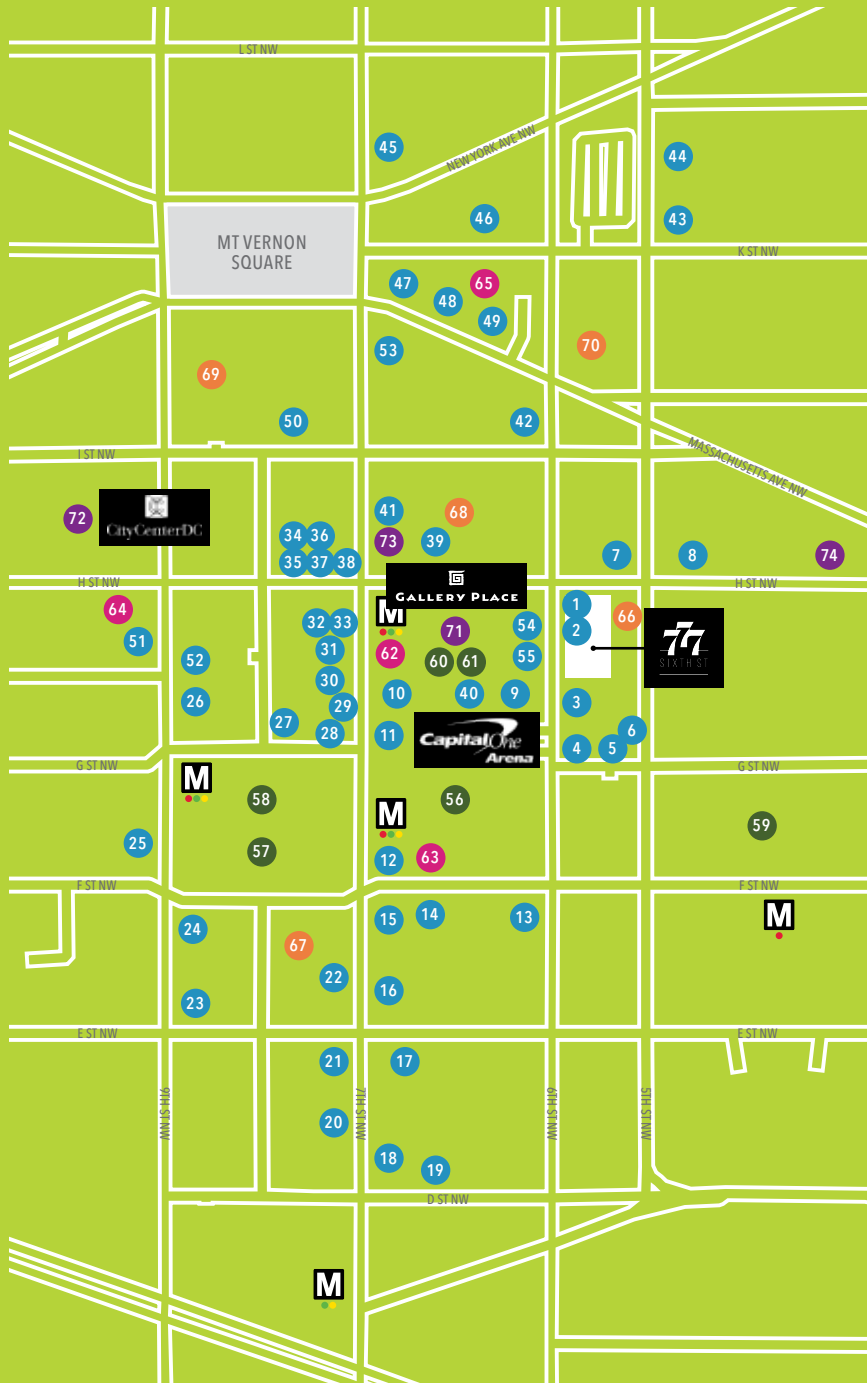 L ST NW
45
NEW YORK AVE NW
44
46
43
MT VERNON
SQUARE
K ST NW
47
65
48
49
53
70
69
50
42
I ST NW
MASSACHUSETTS AVE NW
72
CityCenterDC
41
68
34
36
73
39
35
37
38
7
8
74
H ST NW
H ST NW
GALLERY PLACE
64
M
1
66
51
32
33
71
54
2
77
SIXTH ST
52
31
62
60
61
55
30
26
10
40
9
3
29
27
28
11
Capital One
Arena
6
4
5
G ST NW
G ST NW
M
58
56
M
59
25
57
12
63
F ST NW
F ST NW
24
15
14
13
M
67
22
23
16
E ST NW
E ST NW
21
17
9TH ST NW
7TH ST NW
6TH ST NW
5TH ST NW
20
18
19
D ST NW
M